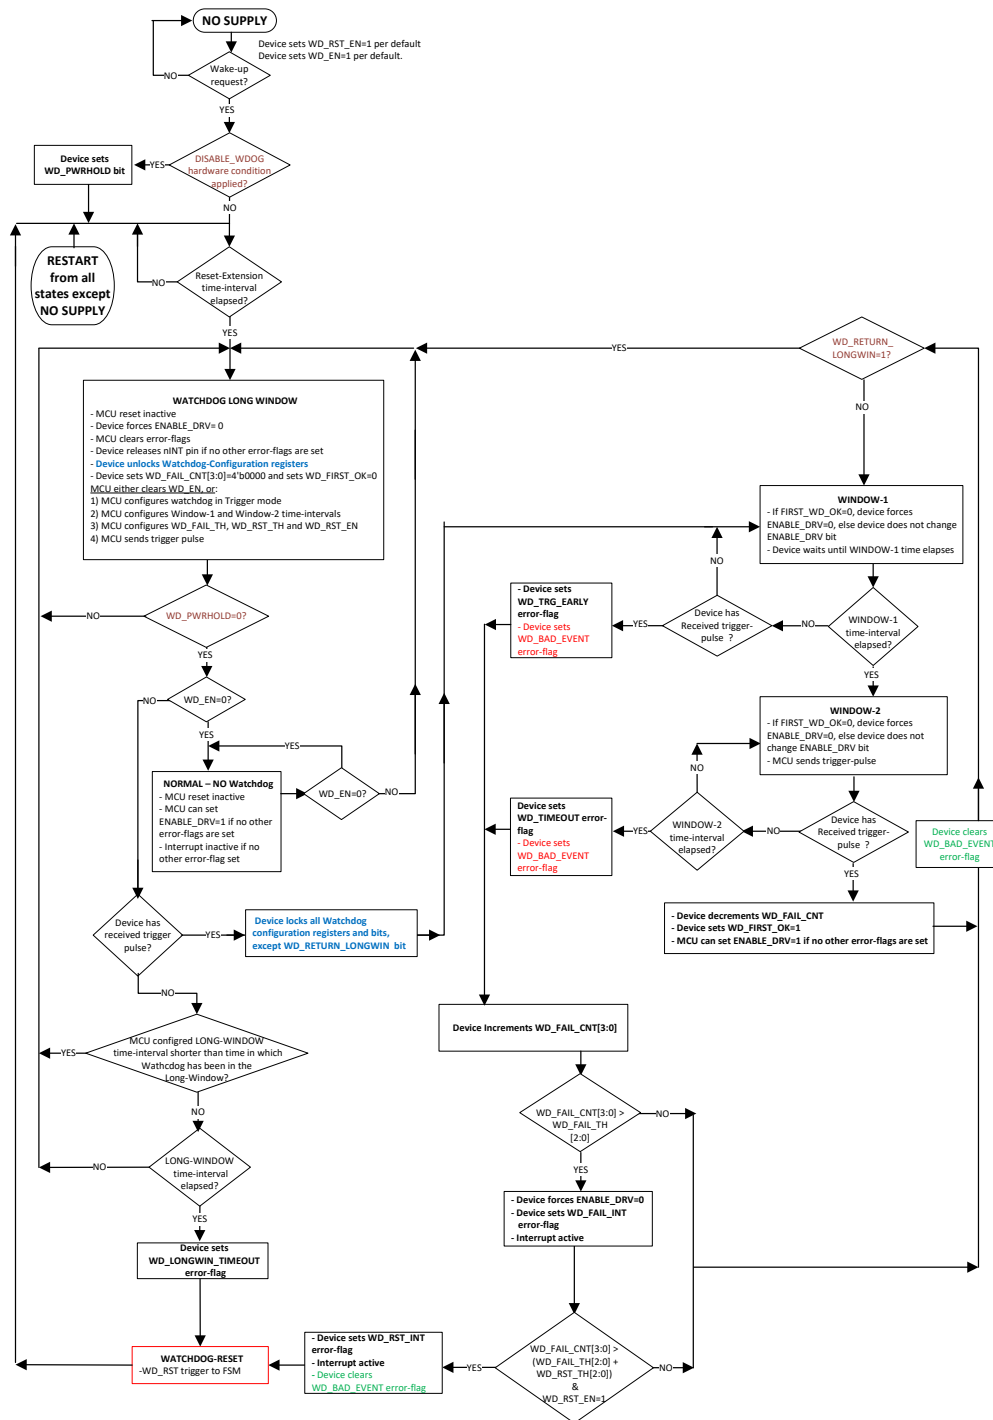 NO SUPPLY
Device sets WD_RST_EN=1 per default
Device sets WD_EN=1 per default.
Wake-up
request?
NO
YES
DISABLE_WDOG
hardware condition
applied?
YES
Device sets
WD_PWRHOLD bit
NO
RESTART
from all
states except
NO SUPPLY
Reset-Extension
time-interval
elapsed?
NO
YES
WD_RETURN_
LONGWIN=1?
YES
NO
WATCHDOG LONG WINDOW
- MCU reset inactive
- Device forces ENABLE_DRV= 0
- MCU clears error-flags
- Device releases nINT pin if no other error-flags are set
- Device unlocks Watchdog-Configuration registers
- Device sets WD_FAIL_CNT[3:0]=4'b0000 and sets WD_FIRST_OK=0
MCU either clears WD_EN, or:
1) MCU configures watchdog in Trigger mode
2) MCU configures Window-1 and Window-2 time-intervals
3) MCU configures WD_FAIL_TH, WD_RST_TH and WD_RST_EN
4) MCU sends trigger pulse
WINDOW-1
- If FIRST_WD_OK=0, device forces
ENABLE_DRV=0, else device does not change
ENABLE_DRV bit
- Device waits until WINDOW-1 time elapses
NO
- Device sets
WD_TRG_EARLY
error-flag
- Device sets
WD_BAD_EVENT
error-flag
YES
Device has
Received trigger-
pulse ?
NO
WINDOW-1
time-interval
elapsed?
YES
WD_PWRHOLD=0?
NO
YES
WD_EN=0?
NO
YES
YES
NORMAL – NO Watchdog
- MCU reset inactive
- MCU can set
ENABLE_DRV=1 if no other
error-flags are set
- Interrupt inactive if no
other error-flag set
WD_EN=0?
NO
WINDOW-2
- If FIRST_WD_OK=0, device forces
ENABLE_DRV=0, else device does not
change ENABLE_DRV bit
- MCU sends trigger-pulse
NO
Device sets
WD_TIMEOUT error-
flag
- Device sets
WD_BAD_EVENT
error-flag
YES
WINDOW-2
time-interval
elapsed?
NO
Device has
Received trigger-
pulse ?
YES
Device clears
WD_BAD_EVENT
error-flag
- Device decrements WD_FAIL_CNT
- Device sets WD_FIRST_OK=1
- MCU can set ENABLE_DRV=1 if no other error-flags are set
Device has
received trigger
pulse?
YES
Device locks all Watchdog
configuration registers and bits,
except WD_RETURN_LONGWIN bit
NO
MCU configred LONG-WINDOW
time-interval shorter than time in which
Wathcdog has been in the
Long-Window?
YES
NO
Device Increments WD_FAIL_CNT[3:0]
WD_FAIL_CNT[3:0] >
WD_FAIL_TH
[2:0]
NO
YES
LONG-WINDOW
time-interval
elapsed?
NO
YES
- Device forces ENABLE_DRV=0
- Device sets WD_FAIL_INT
error-flag
- Interrupt active
Device sets
WD_LONGWIN_TIMEOUT
error-flag
WATCHDOG-RESET
-WD_RST trigger to FSM
- Device sets WD_RST_INT
error-flag
- Interrupt active
- Device clears
WD_BAD_EVENT error-flag
YES
WD_FAIL_CNT[3:0] >
(WD_FAIL_TH[2:0] +
WD_RST_TH[2:0])
&
WD_RST_EN=1
NO